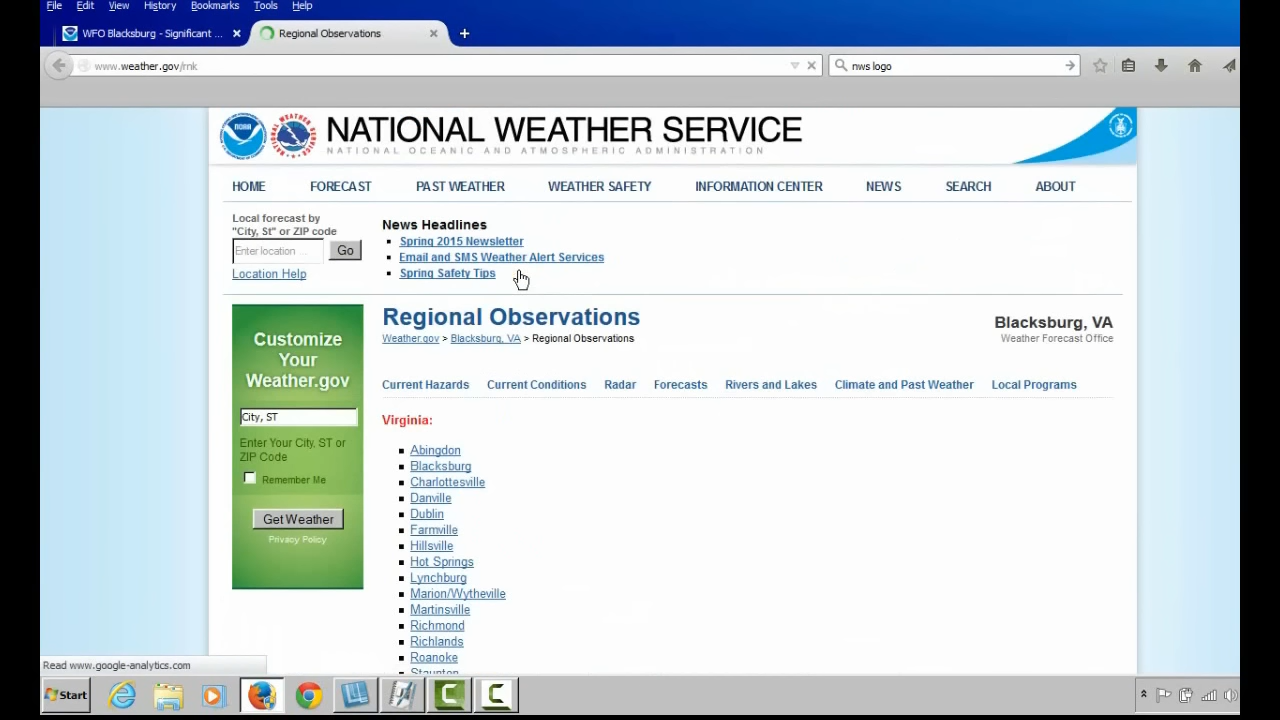 File Edit View History Bookmarks Tools Help
WFO Blacksburg - Significant ... Regional Observations
www.weather.gov/rnk nws logo
NOAA
NATIONAL WEATHER SERVICE
NATIONAL OCEANIC AND ATMOSPHERIC ADMINISTRATION
HOME FORECAST PAST WEATHER WEATHER SAFETY INFORMATION CENTER NEWS SEARCH ABOUT
Local forecast by
"City, St" or ZIP code
Enter location ... Go
Location Help
News Headlines
Spring 2015 Newsletter
Email and SMS Weather Alert Services
Spring Safety Tips
Customize
Your
Weather.gov
City, ST
Enter Your City, ST or
ZIP Code
Remember Me
Get Weather
Privacy Policy
Regional Observations
Weather.gov > Blacksburg, VA > Regional Observations
Blacksburg, VA
Weather Forecast Office
Current Hazards Current Conditions Radar Forecasts Rivers and Lakes Climate and Past Weather Local Programs
Virginia:
Abingdon
Blacksburg
Charlottesville
Danville
Dublin
Farmville
Hillsville
Hot Springs
Lynchburg
Marion/Wytheville
Martinsville
Richmond
Richlands
Roanoke
Staunton
Read www.google-analytics.com
Start